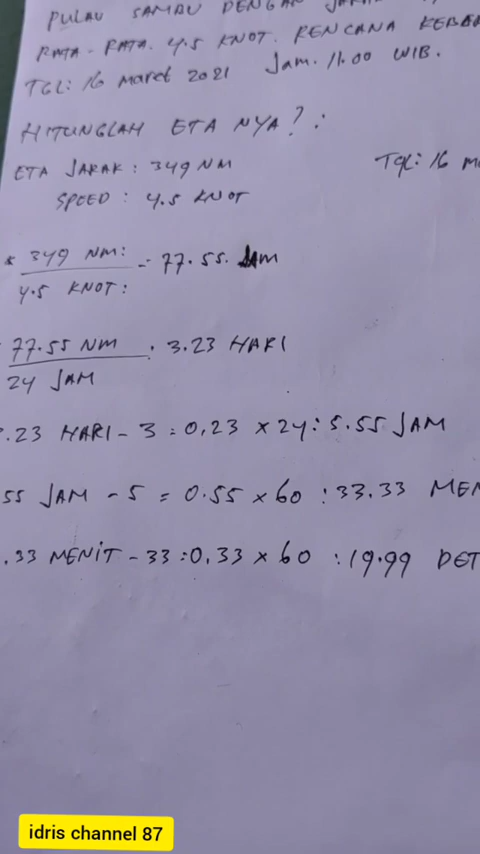 PULAU SAMBU DENGAN
RATA-RATA. 4.5 KNOT. RENCANA
TGL: 16 maret 2021 Jam. 11.00 WIB.
HITUNGLAH ETA NYA? :
ETA JARAK : 349 NM Tgl: 16
SPEED : 4.5 KNOT
* 349 NM: = 77.55. JAM
4.5 KNOT:
77.55 NM . 3.23 HARI
24 JAM
.23 HARI - 3 = 0,23 x 24 : 5.55 JAM
55 JAM - 5 = 0.55 x 60 : 33.33 MEN
.33 MENIT - 33 : 0,33 x 60 : 19.99 DET
idris channel 87